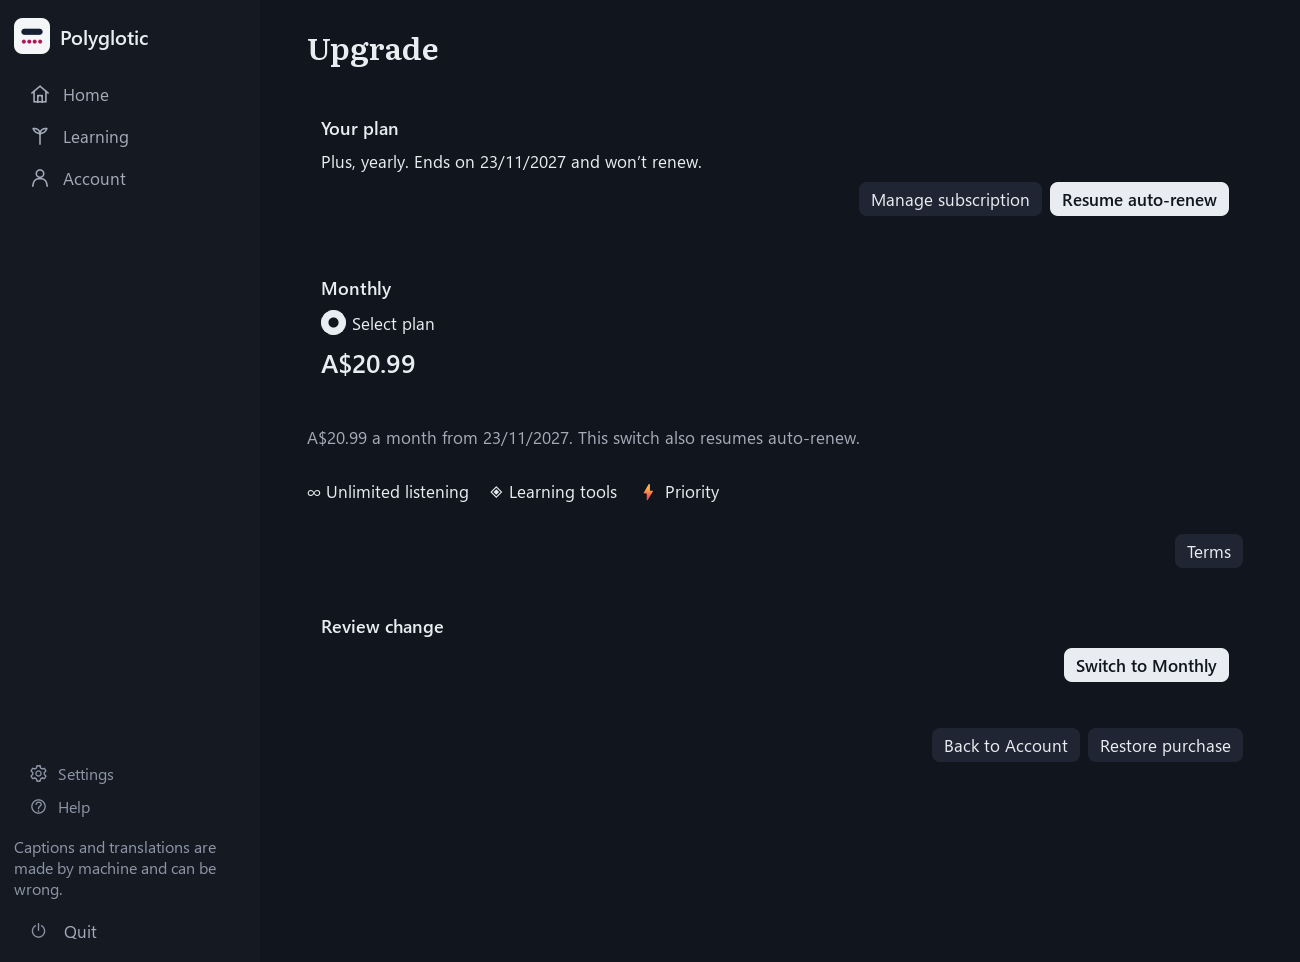 Polyglotic
Home
Learning
Account
Upgrade
Your plan
Plus, yearly. Ends on 23/11/2027 and won’t renew.
Manage subscription
Resume auto-renew
Monthly
Select plan
A$20.99
A$20.99 a month from 23/11/2027. This switch also resumes auto-renew.
∞ Unlimited listening
Learning tools
Priority
Terms
Review change
Switch to Monthly
Back to Account
Restore purchase
Settings
Help
Captions and translations are
made by machine and can be
wrong.
Quit